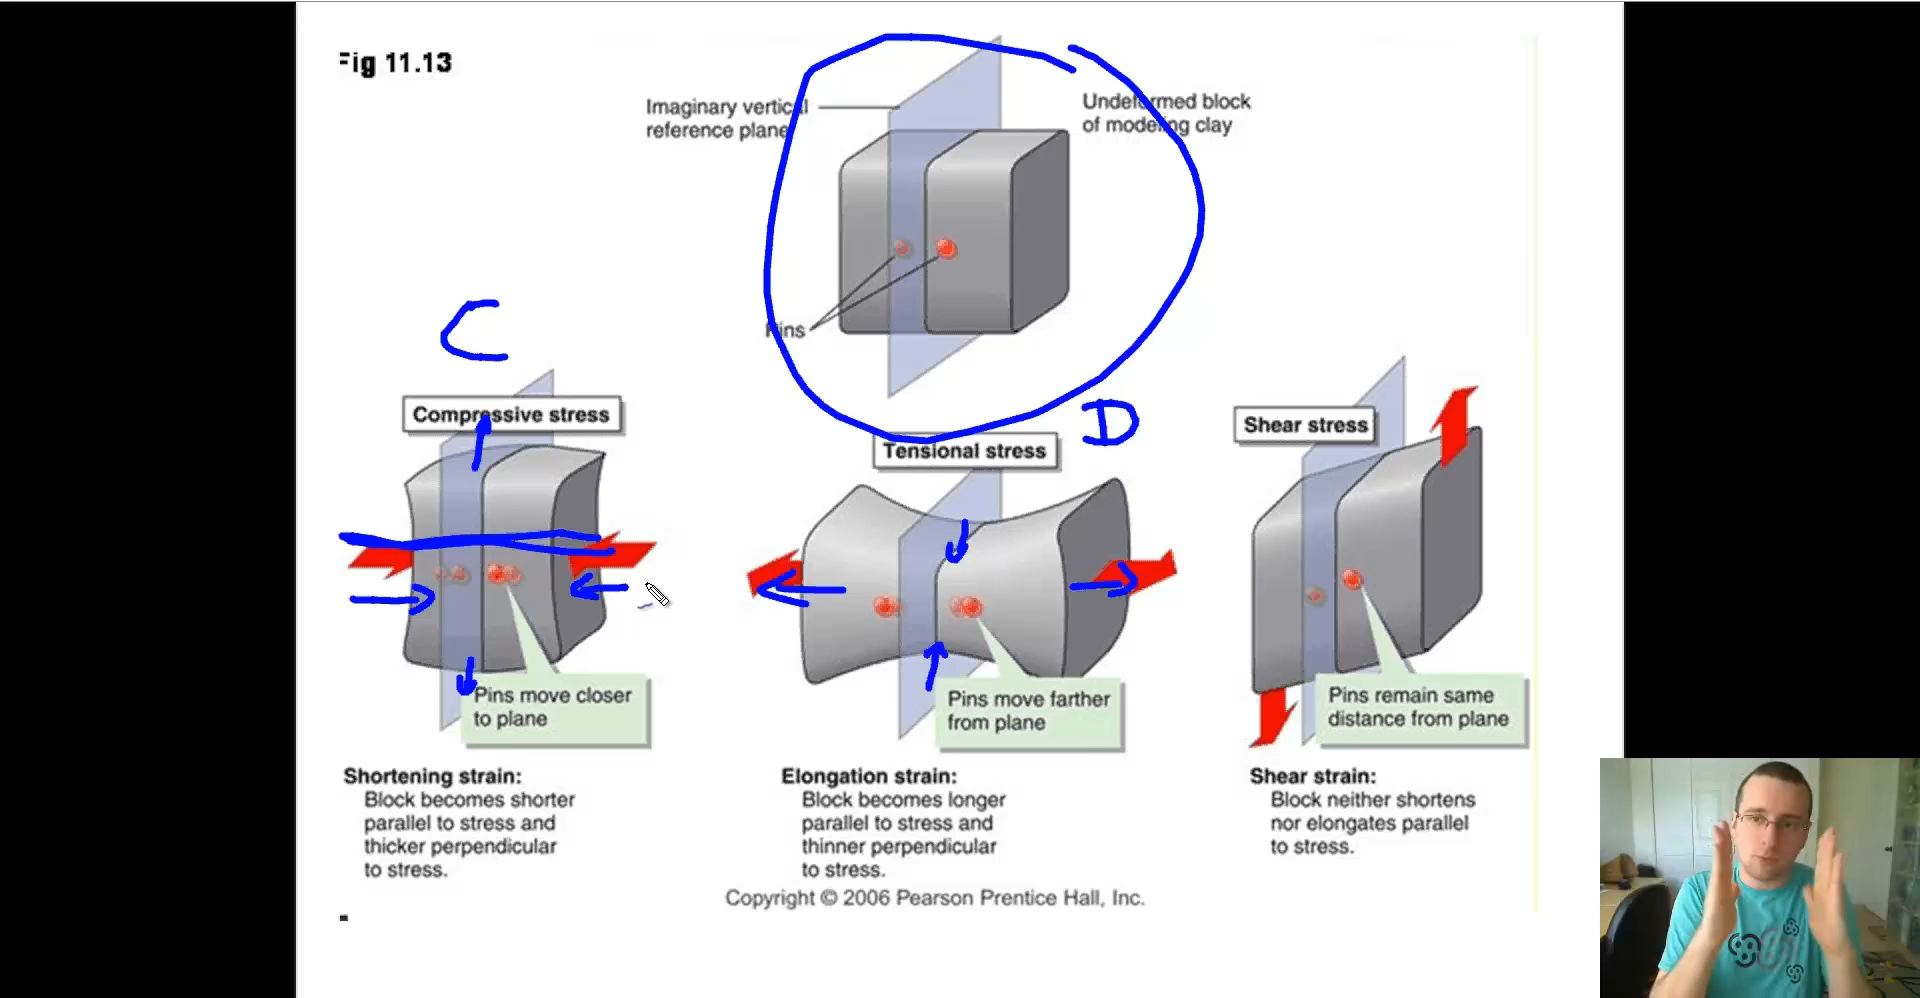 Fig 11.13
Imaginary vertical
reference plane
Undeformed block
of modeling clay
Pins
C
Compressive stress
D
Tensional stress
Shear stress
Pins move closer
to plane
Pins move farther
from plane
Pins remain same
distance from plane
Shortening strain:
Block becomes shorter
parallel to stress and
thicker perpendicular
to stress.
Elongation strain:
Block becomes longer
parallel to stress and
thinner perpendicular
to stress.
Shear strain:
Block neither shortens
nor elongates parallel
to stress.
Copyright © 2006 Pearson Prentice Hall, Inc.